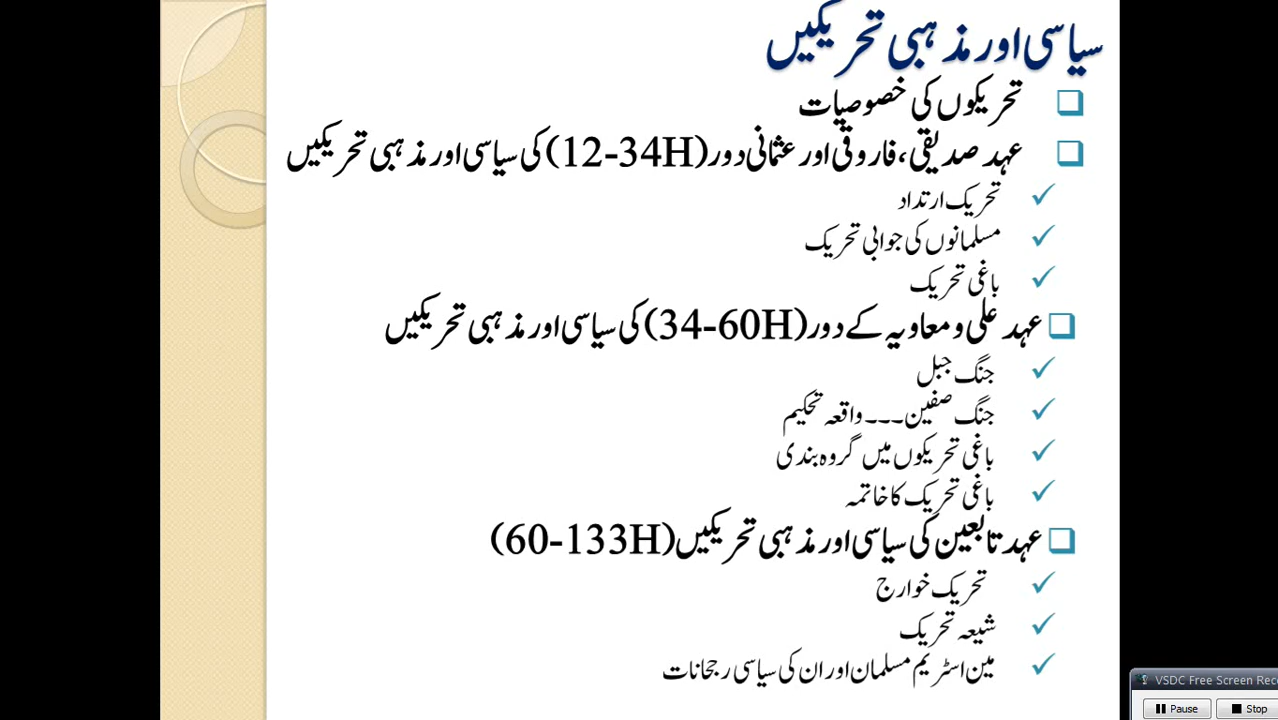 سیاسی اور مذہبی تحریکیں
تحریکوں کی خصوصیات
عہد صدیقی، فاروقی اور عثمانی دور (12-34H) کی سیاسی اور مذہبی تحریکیں
تحریک ارتداد
مسلمانوں کی جوابی تحریک
باغی تحریک
عہد علی و معاویہ کے دور (34-60H) کی سیاسی اور مذہبی تحریکیں
جنگ جبل
جنگ صفین۔۔۔ واقعہ تحکیم
باغی تحریکوں میں گروہ بندی
باغی تحریک کا خاتمہ
عہد تابعین کی سیاسی اور مذہبی تحریکیں (60-133H)
تحریک خوارج
شیعہ تحریک
مین اسٹریم مسلمان اور ان کی سیاسی رجحانات
VSDC Free Screen Rec
Pause Stop